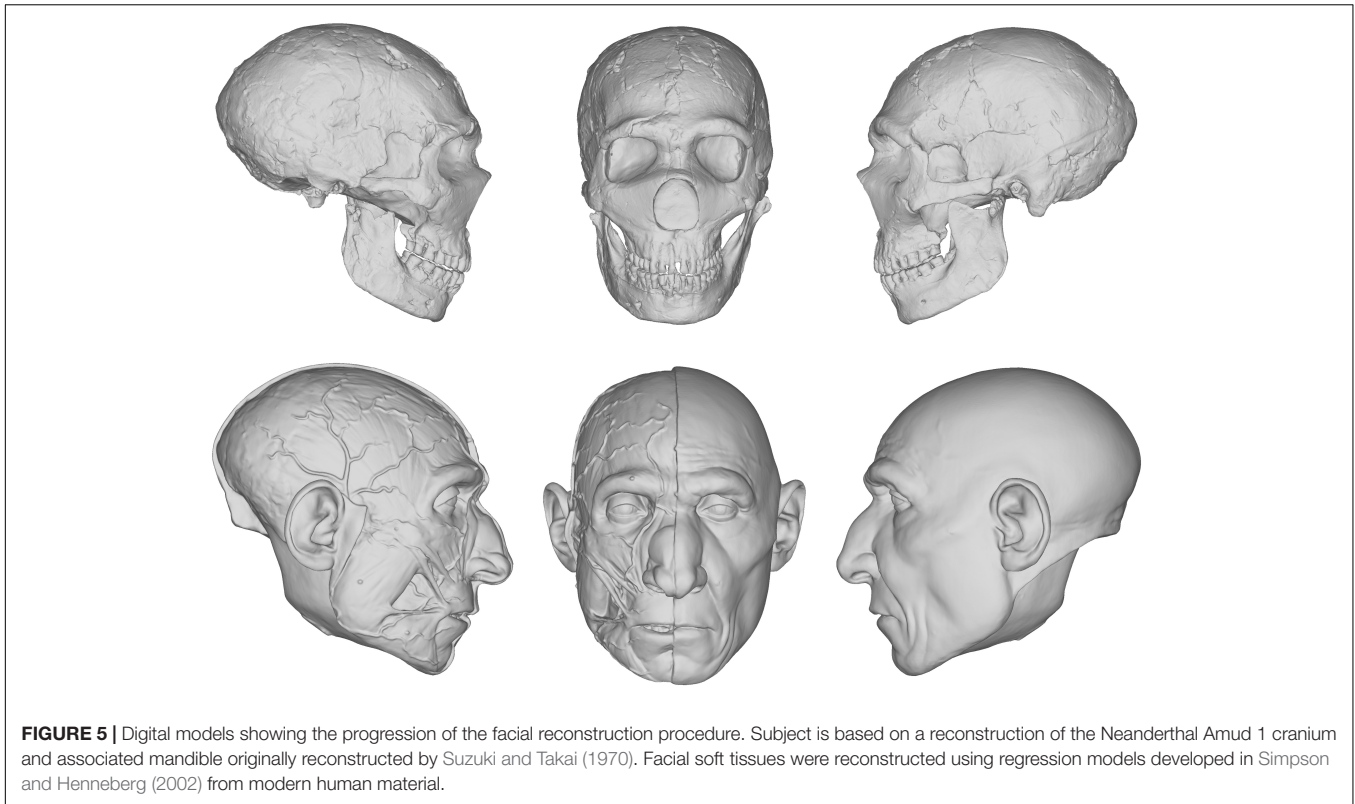 FIGURE 5 | Digital models showing the progression of the facial reconstruction procedure. Subject is based on a reconstruction of the Neanderthal Amud 1 cranium
and associated mandible originally reconstructed by Suzuki and Takai (1970). Facial soft tissues were reconstructed using regression models developed in Simpson
and Henneberg (2002) from modern human material.